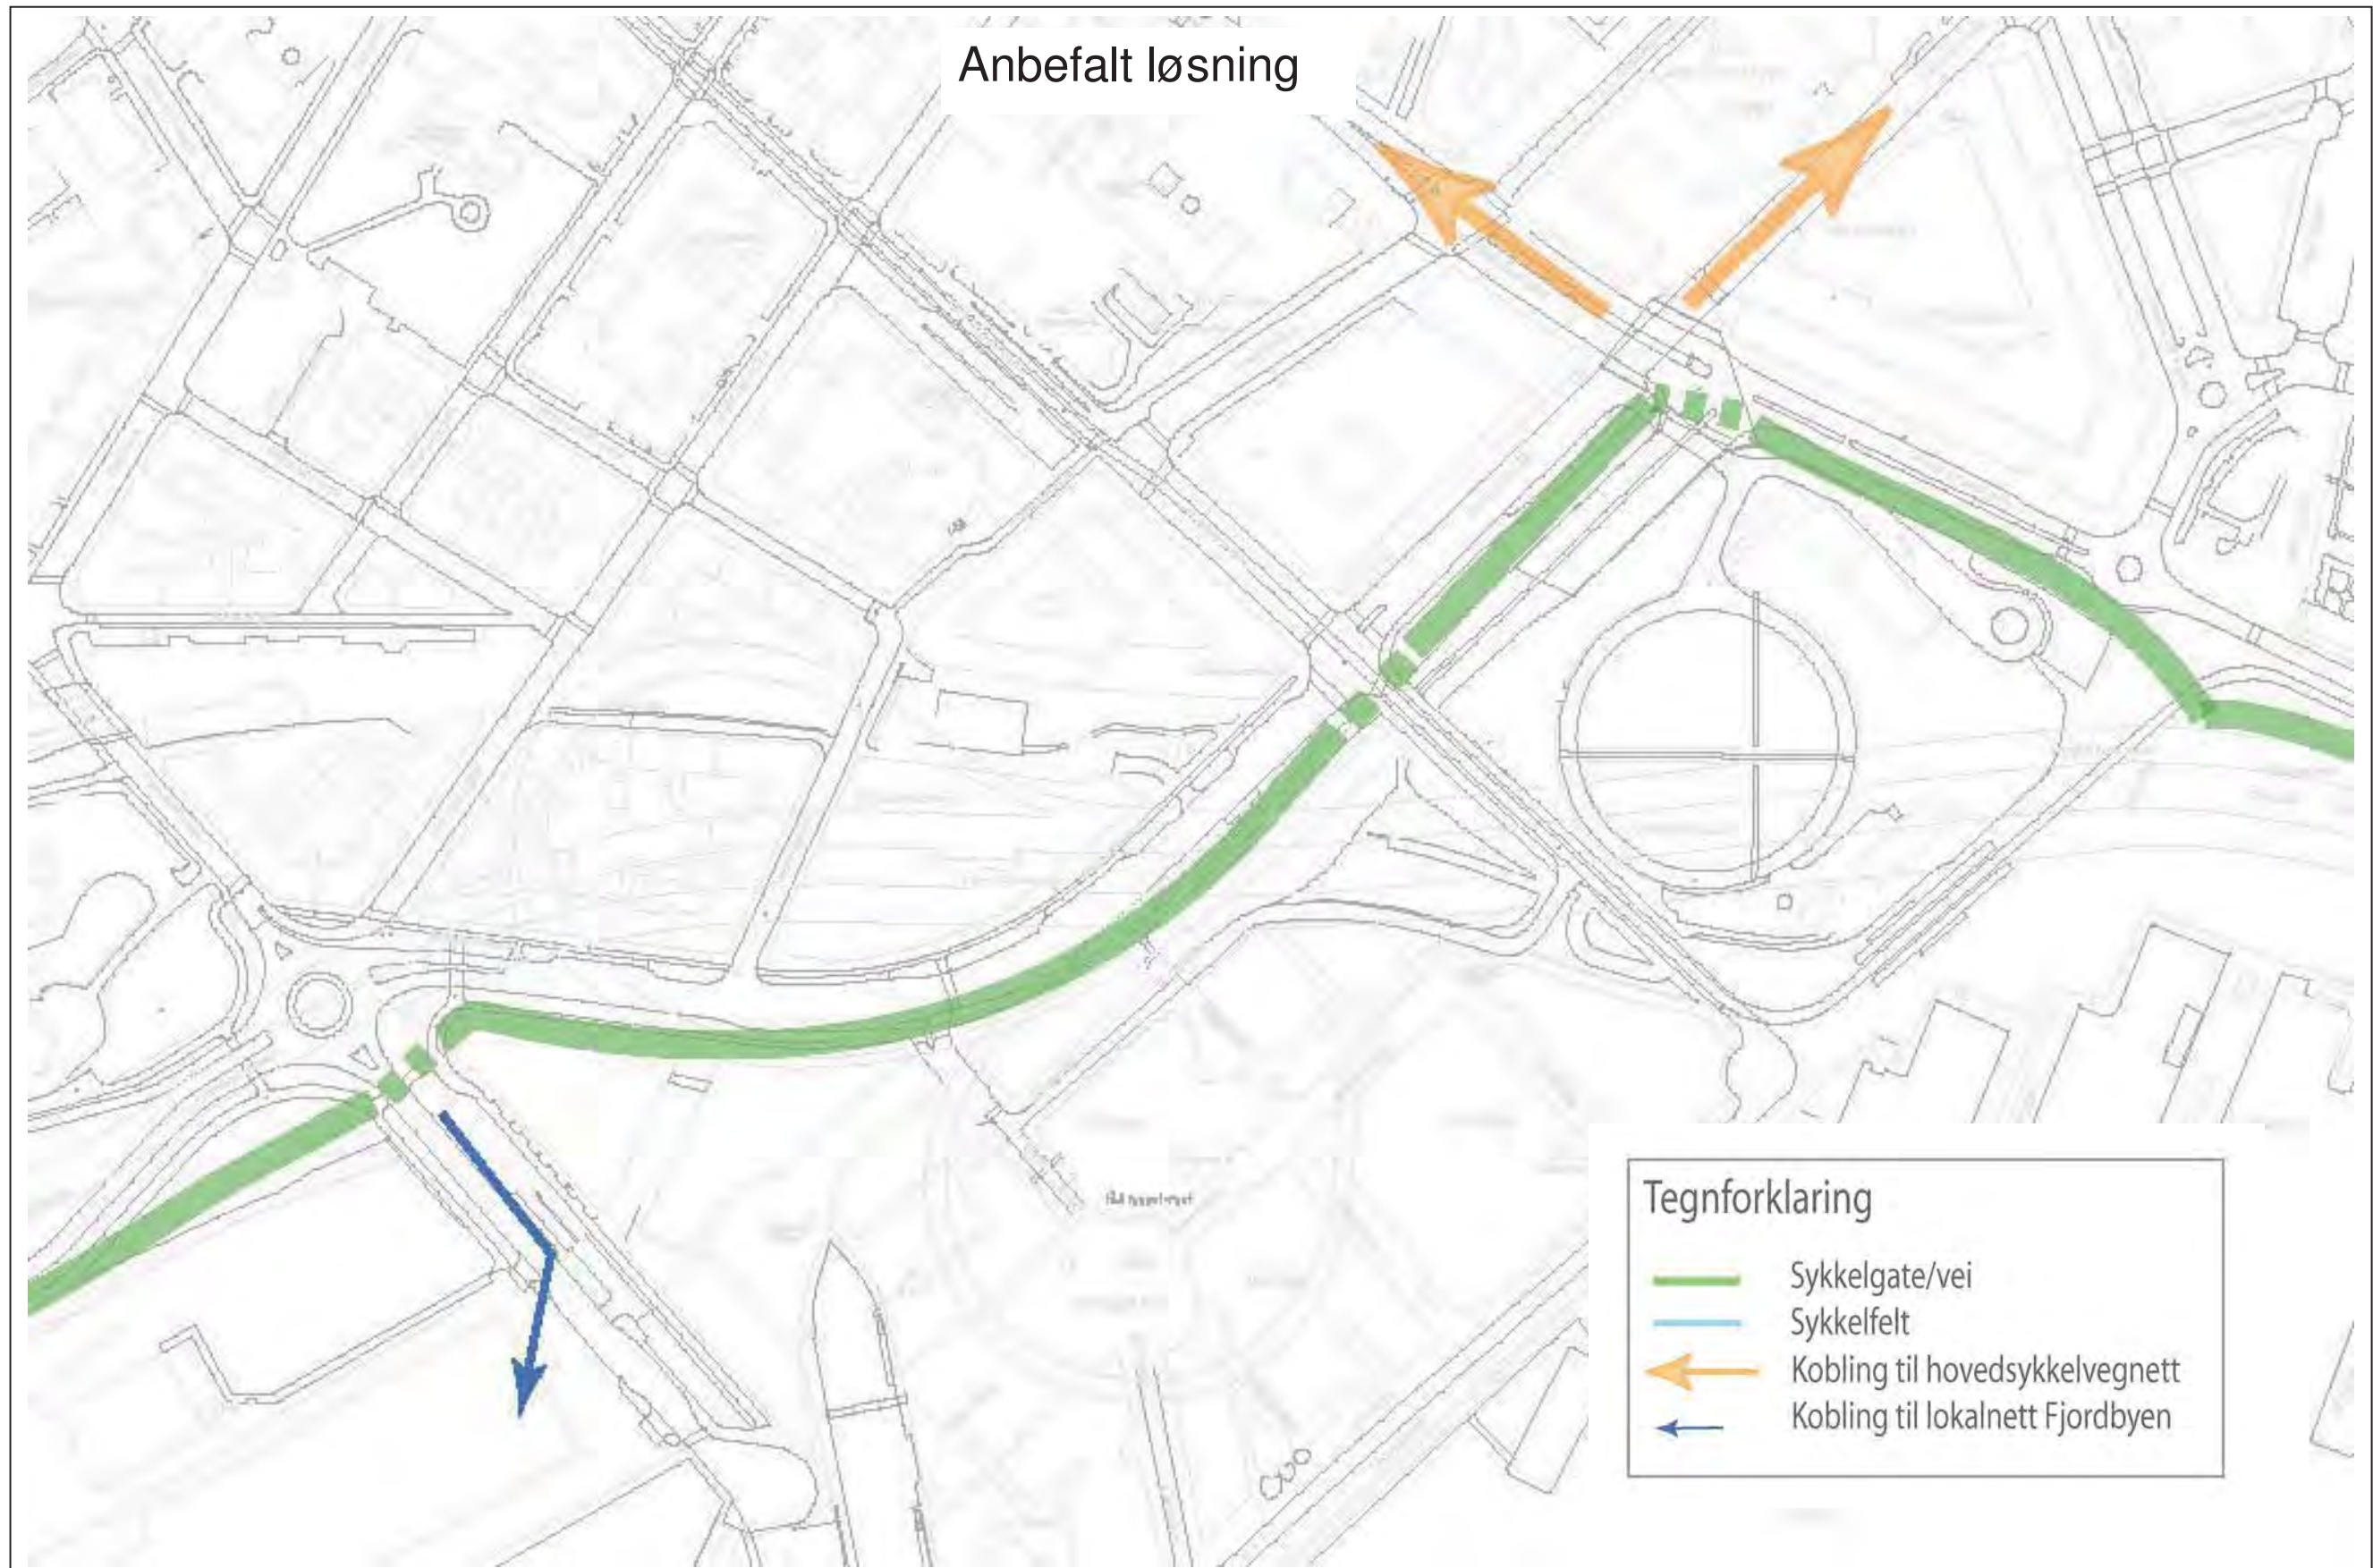 Anbefalt løsning
Tegnforklaring
Sykkelgate/vei
Sykkelfelt
Kobling til hovedsykkelvegnett
Kobling til lokalnett Fjordbyen